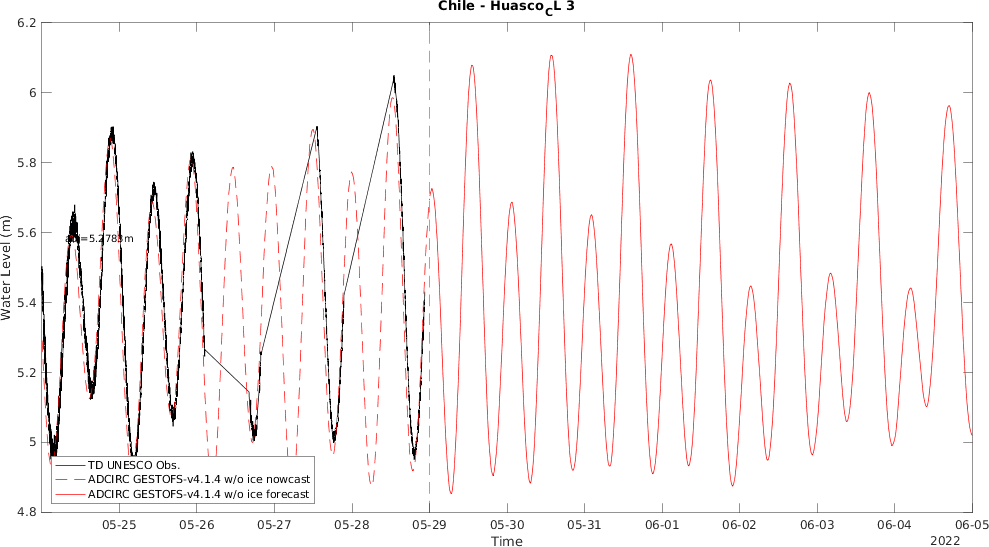 Chile - Huasco_CL 3
6.2
6
5.8
5.6
5.4
5.2
5
4.8
Water Level (m)
=5.2783m
TD UNESCO Obs.
ADCIRC GESTOFS-v4.1.4 w/o ice nowcast
ADCIRC GESTOFS-v4.1.4 w/o ice forecast
05-25 05-26 05-27 05-28 05-29 05-30 05-31 06-01 06-02 06-03 06-04 06-05
Time
2022